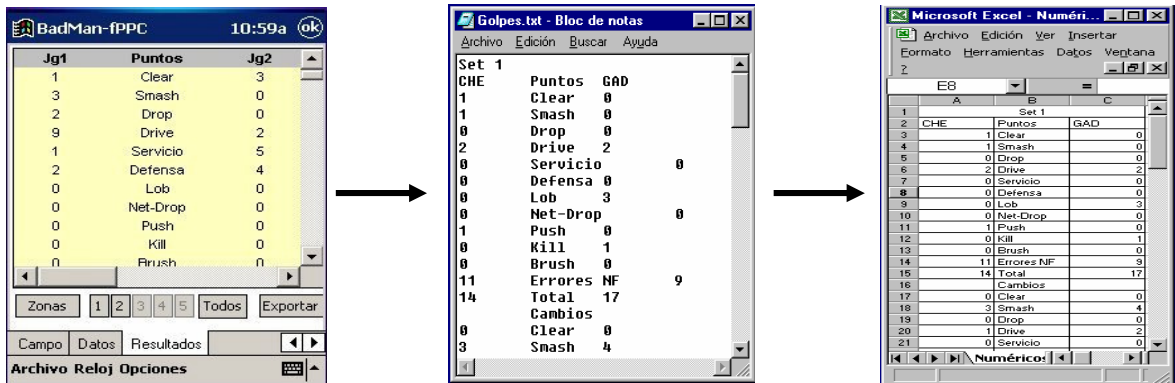 BadMan-fPPC 10:59a ok
Jg1 Puntos Jg2
1 Clear 3
3 Smash 0
2 Drop 0
9 Drive 2
1 Servicio 5
2 Defensa 4
0 Lob 0
0 Net-Drop 0
0 Push 0
0 Kill 0
0 Brush 0
Zonas 1 2 3 4 5 Todos Exportar
Campo Datos Resultados
Archivo Reloj Opciones
Golpes.txt - Bloc de notas
Archivo Edición Buscar Ayuda
Set 1
CHE Puntos GAD
1 Clear 0
1 Smash 0
0 Drop 0
2 Drive 2
0 Servicio 0
0 Defensa 0
0 Lob 3
0 Net-Drop 0
1 Push 0
0 Kill 1
0 Brush 0
11 Errores NF 9
14 Total 17
Cambios
0 Clear 0
3 Smash 4
Microsoft Excel - Numéri...
Archivo Edición Ver Insertar
Formato Herramientas Datos Ventana
?
E8 =
A B C
1 Set 1
2 CHE Puntos GAD
3 1 Clear 0
4 1 Smash 0
5 0 Drop 0
6 2 Drive 2
7 0 Servicio 0
8 0 Defensa 0
9 0 Lob 3
10 0 Net-Drop 0
11 1 Push 0
12 0 Kill 1
13 0 Brush 0
14 11 Errores NF 9
15 14 Total 17
16 Cambios
17 0 Clear 0
18 3 Smash 4
19 0 Drop 0
20 1 Drive 2
21 0 Servicio 0
Numéricos